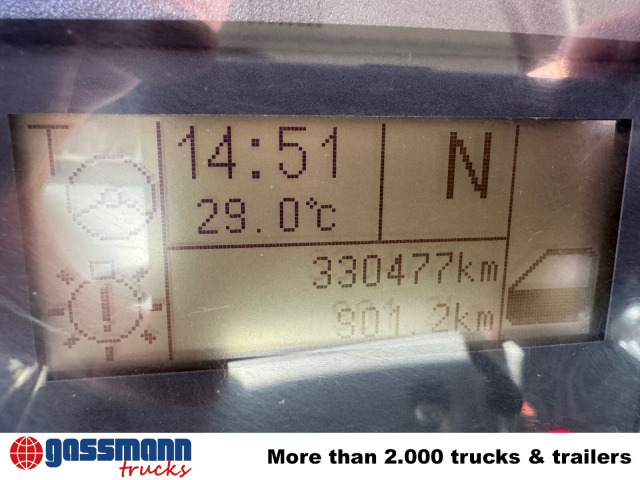 T
14:51
N
29.0°C
330477km
901.2km
gassmann
trucks
More than 2.000 trucks & trailers